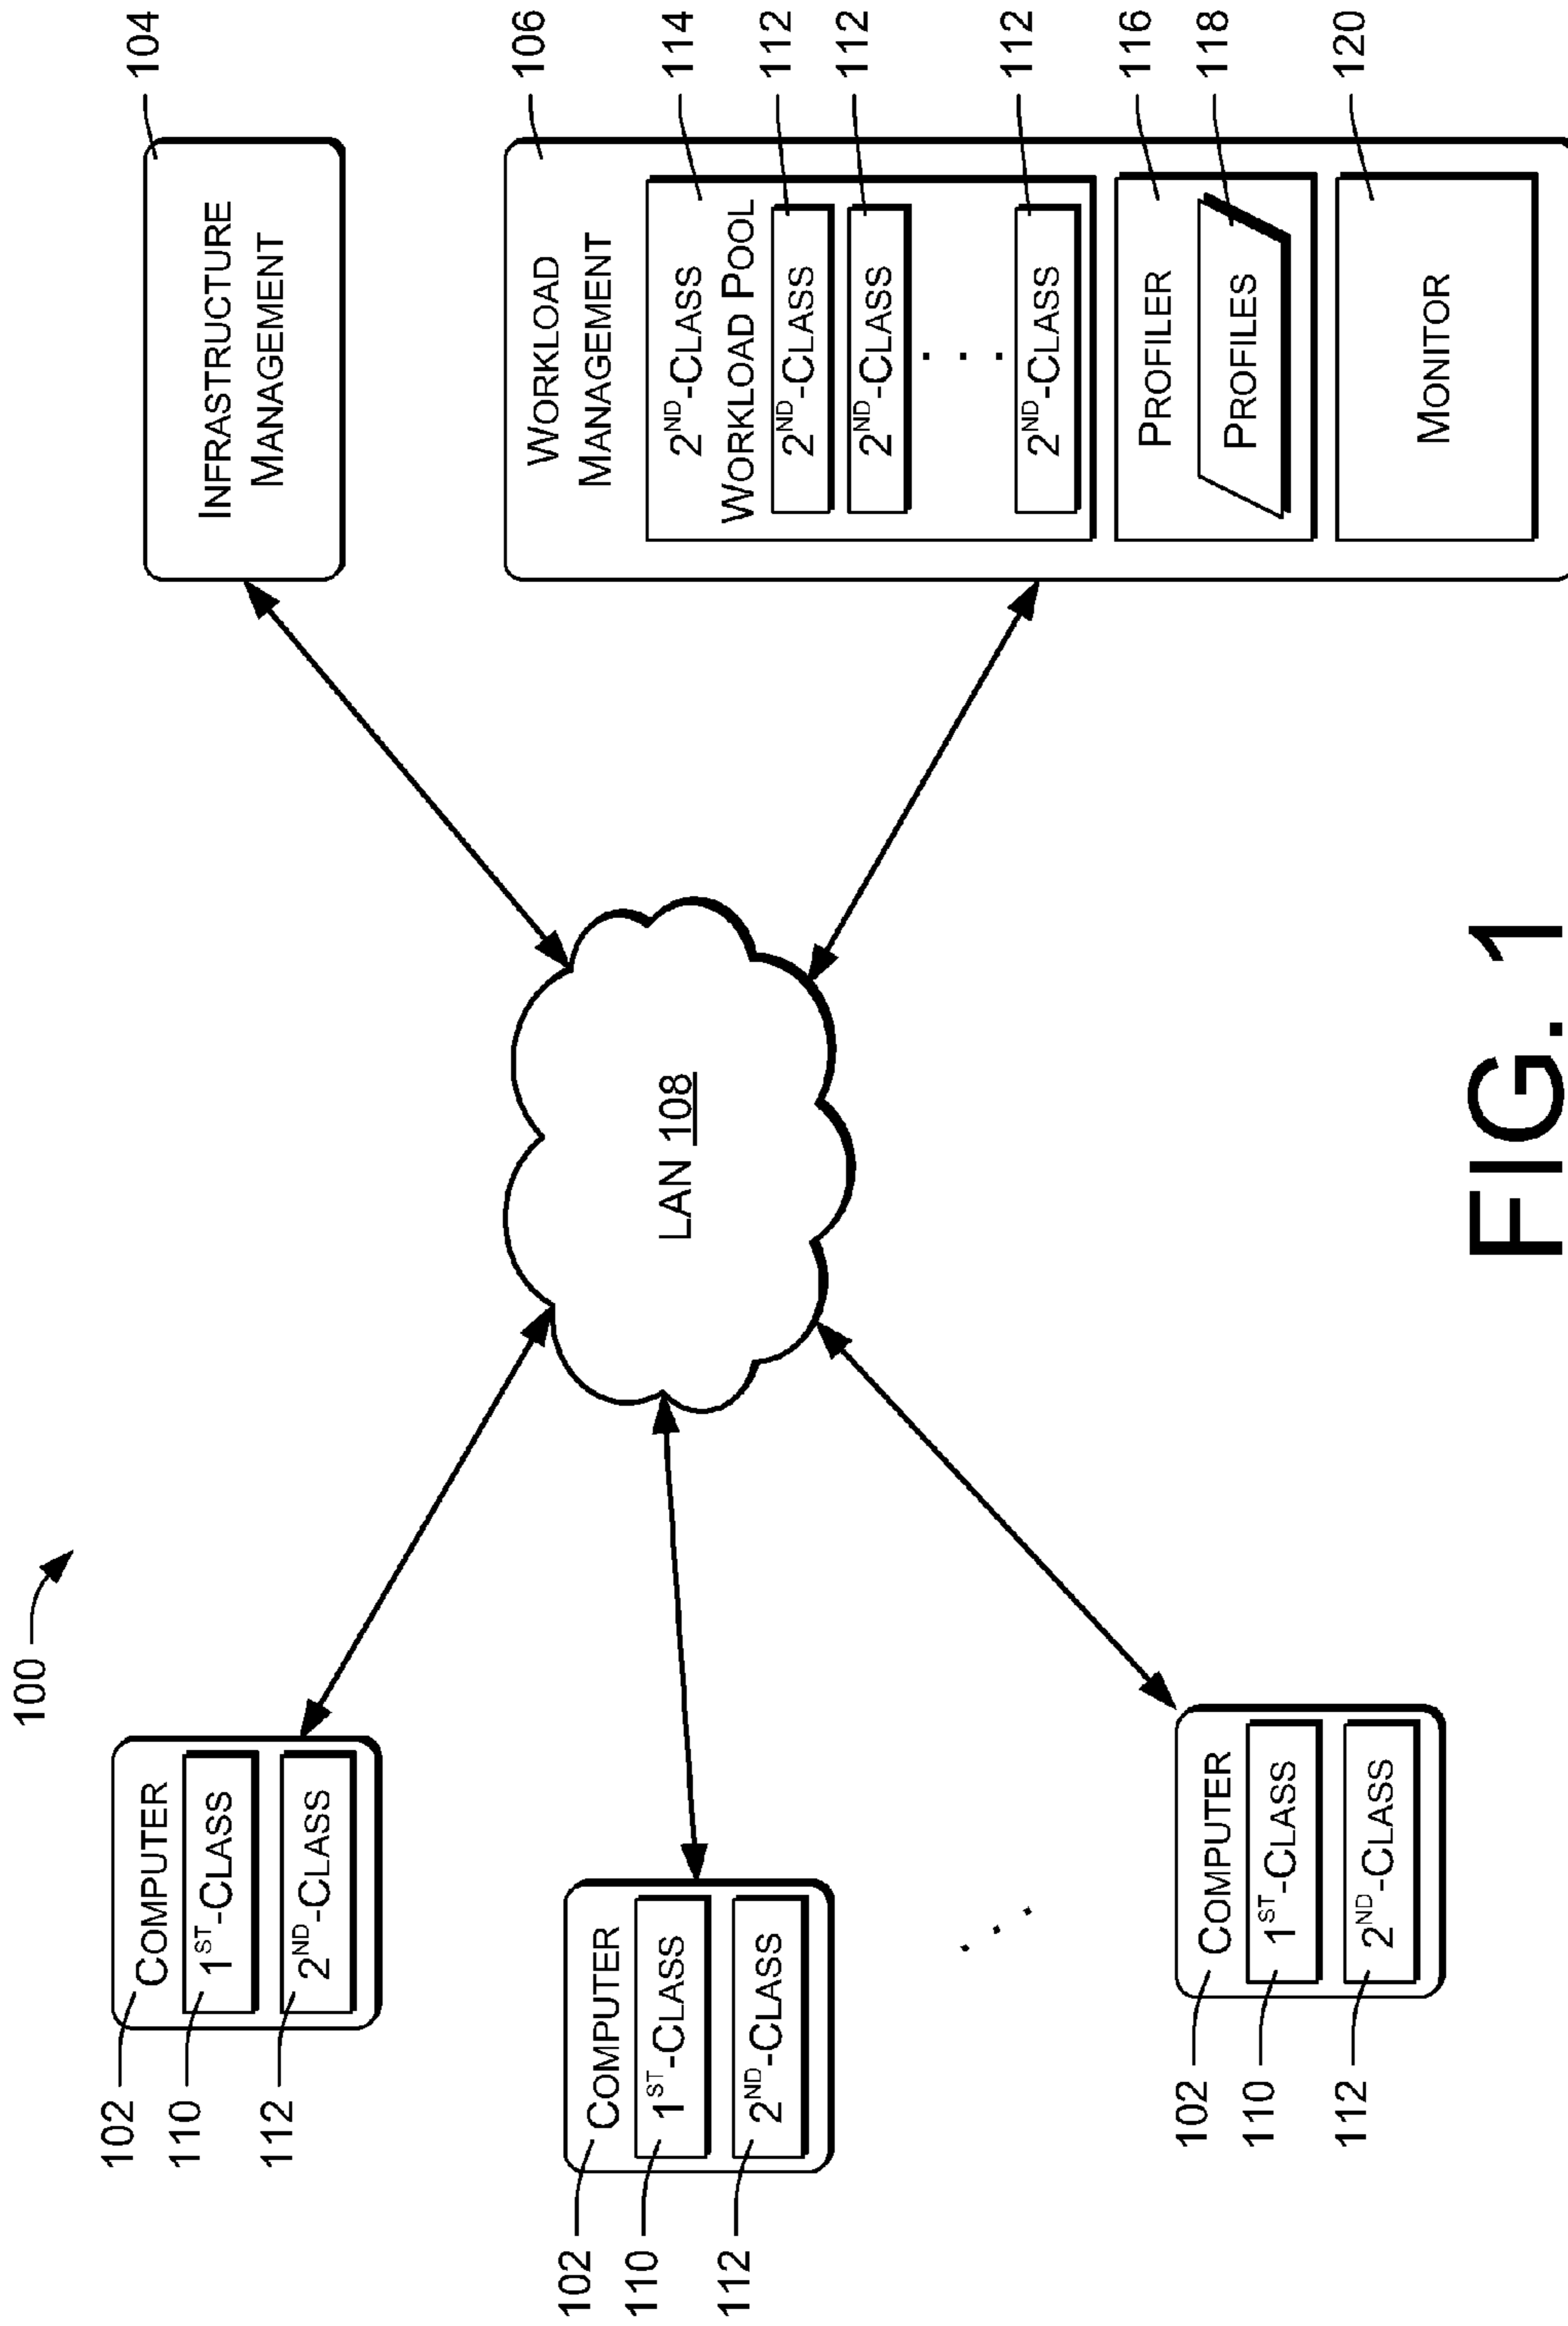 100
102
COMPUTER
110
1ST-CLASS
112
2ND-CLASS
102
COMPUTER
110
1ST-CLASS
112
2ND-CLASS
. . .
102
COMPUTER
110
1ST-CLASS
112
2ND-CLASS
LAN 108
104
INFRASTRUCTURE
MANAGEMENT
106
WORKLOAD
MANAGEMENT
114
2ND-CLASS
WORKLOAD POOL
112
2ND-CLASS
112
2ND-CLASS
. . .
112
2ND-CLASS
116
PROFILER
118
PROFILES
120
MONITOR
FIG. 1